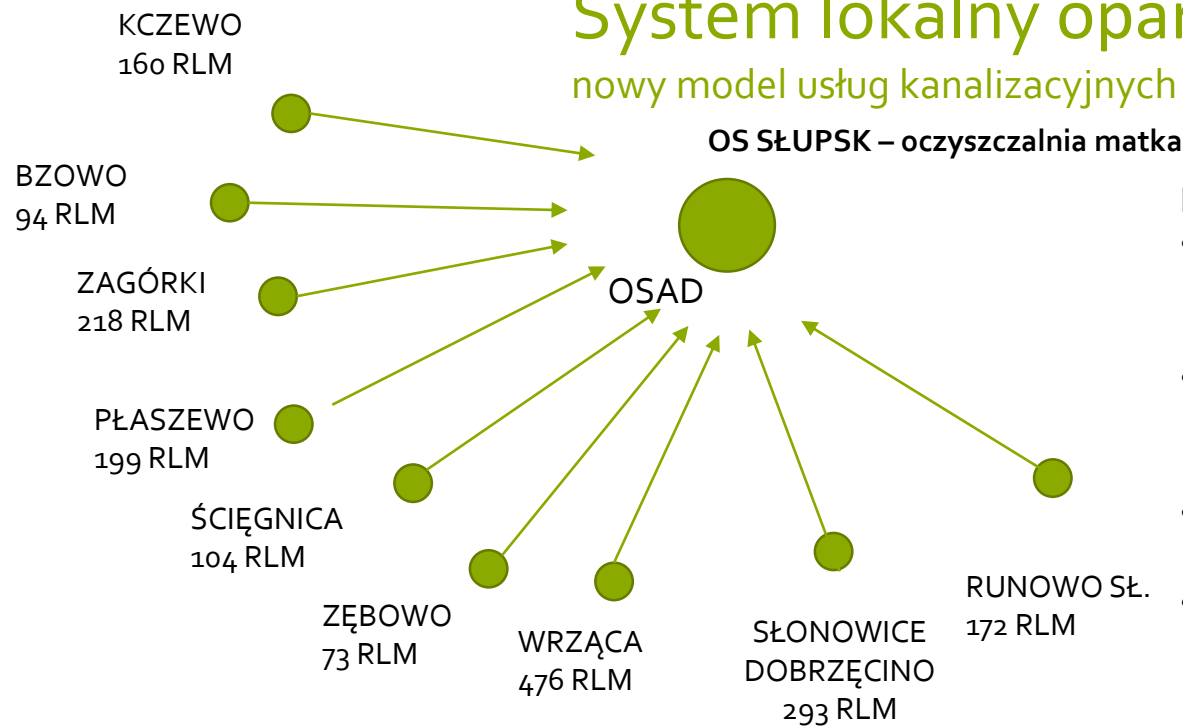 System lokalny opar
nowy model usług kanalizacyjnych
OS SŁUPSK – oczyszczalnia matka
KCZEWO
160 RLM
BZOWO
94 RLM
ZAGÓRKI
218 RLM
OSAD
PŁASZEWO
199 RLM
ŚCIĘGNICA
104 RLM
ZĘBOWO
73 RLM
WRZĄCA
476 RLM
SŁONOWICE
DOBRZĘCINO
293 RLM
RUNOWO SŁ.
172 RLM